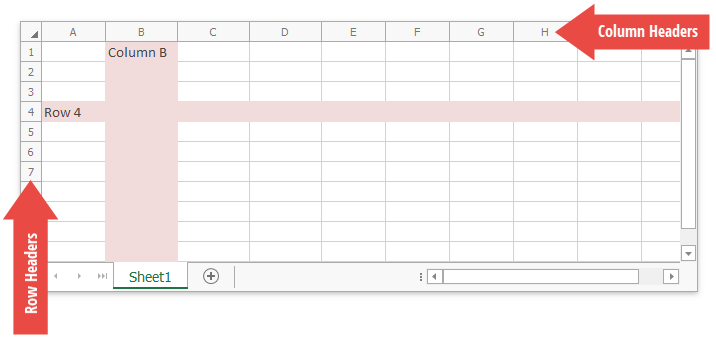 A B C D E F G H
Column Headers
1 Column B
2
3
4 Row 4
5
6
7
Row Headers
Sheet1